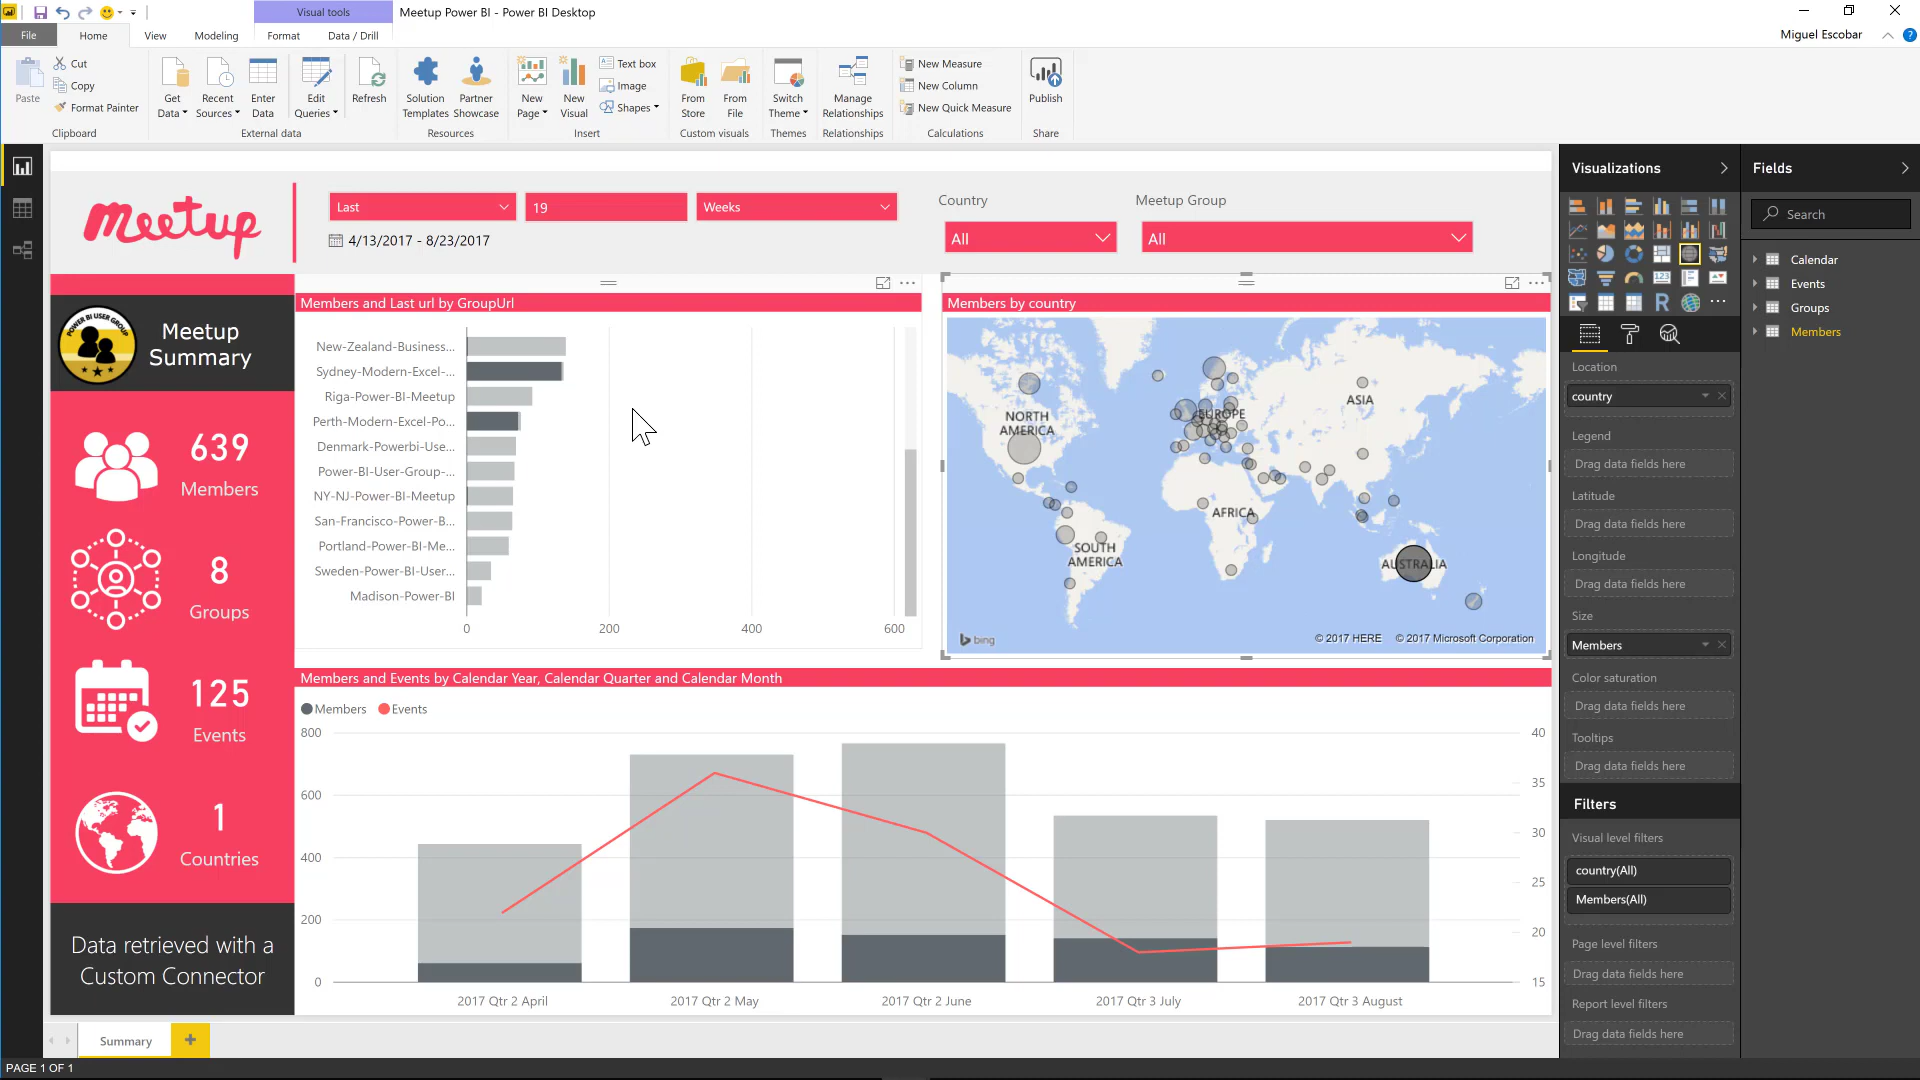 Visual tools
Meetup Power BI - Power BI Desktop
File
Home
View
Modeling
Format
Data / Drill
Miguel Escobar
?
Paste
Cut
Copy
Format Painter
Clipboard
Get
Data
Recent
Sources
Enter
Data
Edit
Queries
Refresh
External data
Solution
Templates
Partner
Showcase
Resources
New
Page
New
Visual
Text box
Image
Shapes
Insert
From
Store
From
File
Custom visuals
Switch
Theme
Themes
Manage
Relationships
Relationships
New Measure
New Column
New Quick Measure
Calculations
Publish
Share
Meetup
Last
19
Weeks
4/13/2017 - 8/23/2017
Country
All
Meetup Group
All
POWER BI USER GROUP
Meetup
Summary
639
Members
8
Groups
125
Events
1
Countries
Data retrieved with a
Custom Connector
Members and Last url by GroupUrl
New-Zealand-Business...
Sydney-Modern-Excel-...
Riga-Power-BI-Meetup
Perth-Modern-Excel-Po...
Denmark-Powerbi-Use...
Power-BI-User-Group-...
NY-NJ-Power-BI-Meetup
San-Francisco-Power-B...
Portland-Power-BI-Me...
Sweden-Power-BI-User...
Madison-Power-BI
0 200 400 600
Members by country
NORTH
AMERICA
EUROPE
ASIA
AFRICA
SOUTH
AMERICA
AUSTRALIA
bing
© 2017 HERE © 2017 Microsoft Corporation
Members and Events by Calendar Year, Calendar Quarter and Calendar Month
Members Events
800
600
400
200
0
40
35
30
25
20
15
2017 Qtr 2 April
2017 Qtr 2 May
2017 Qtr 2 June
2017 Qtr 3 July
2017 Qtr 3 August
Visualizations
R
123
Location
country
Legend
Drag data fields here
Latitude
Drag data fields here
Longitude
Drag data fields here
Size
Members
Color saturation
Drag data fields here
Tooltips
Drag data fields here
Filters
Visual level filters
country(All)
Members(All)
Page level filters
Drag data fields here
Report level filters
Drag data fields here
Fields
Search
Calendar
Events
Groups
Members
Summary
PAGE 1 OF 1